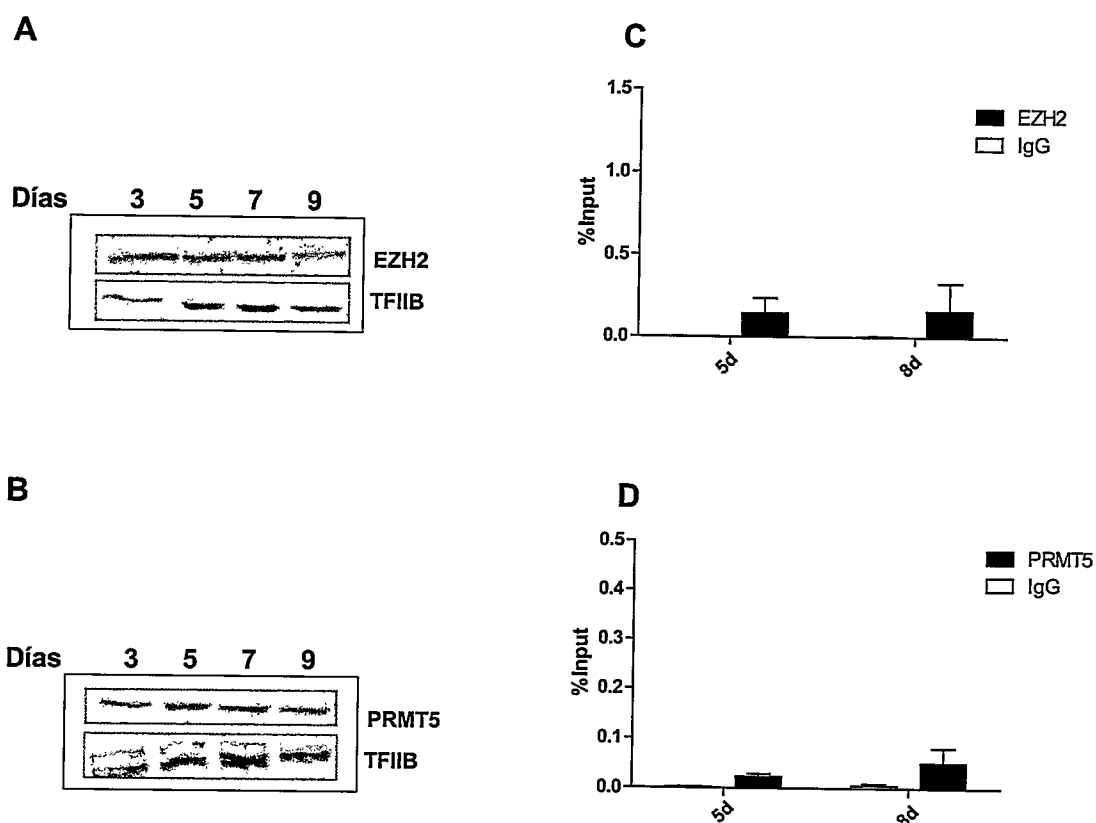 A
Días 3 5 7 9
EZH2
TFIIB
C
1.5
1.0
0.5
0.0
%Input
5d
8d
EZH2
IgG
B
Días 3 5 7 9
PRMT5
TFIIB
D
0.5
0.4
0.3
0.2
0.1
0.0
%Input
5d
8d
PRMT5
IgG